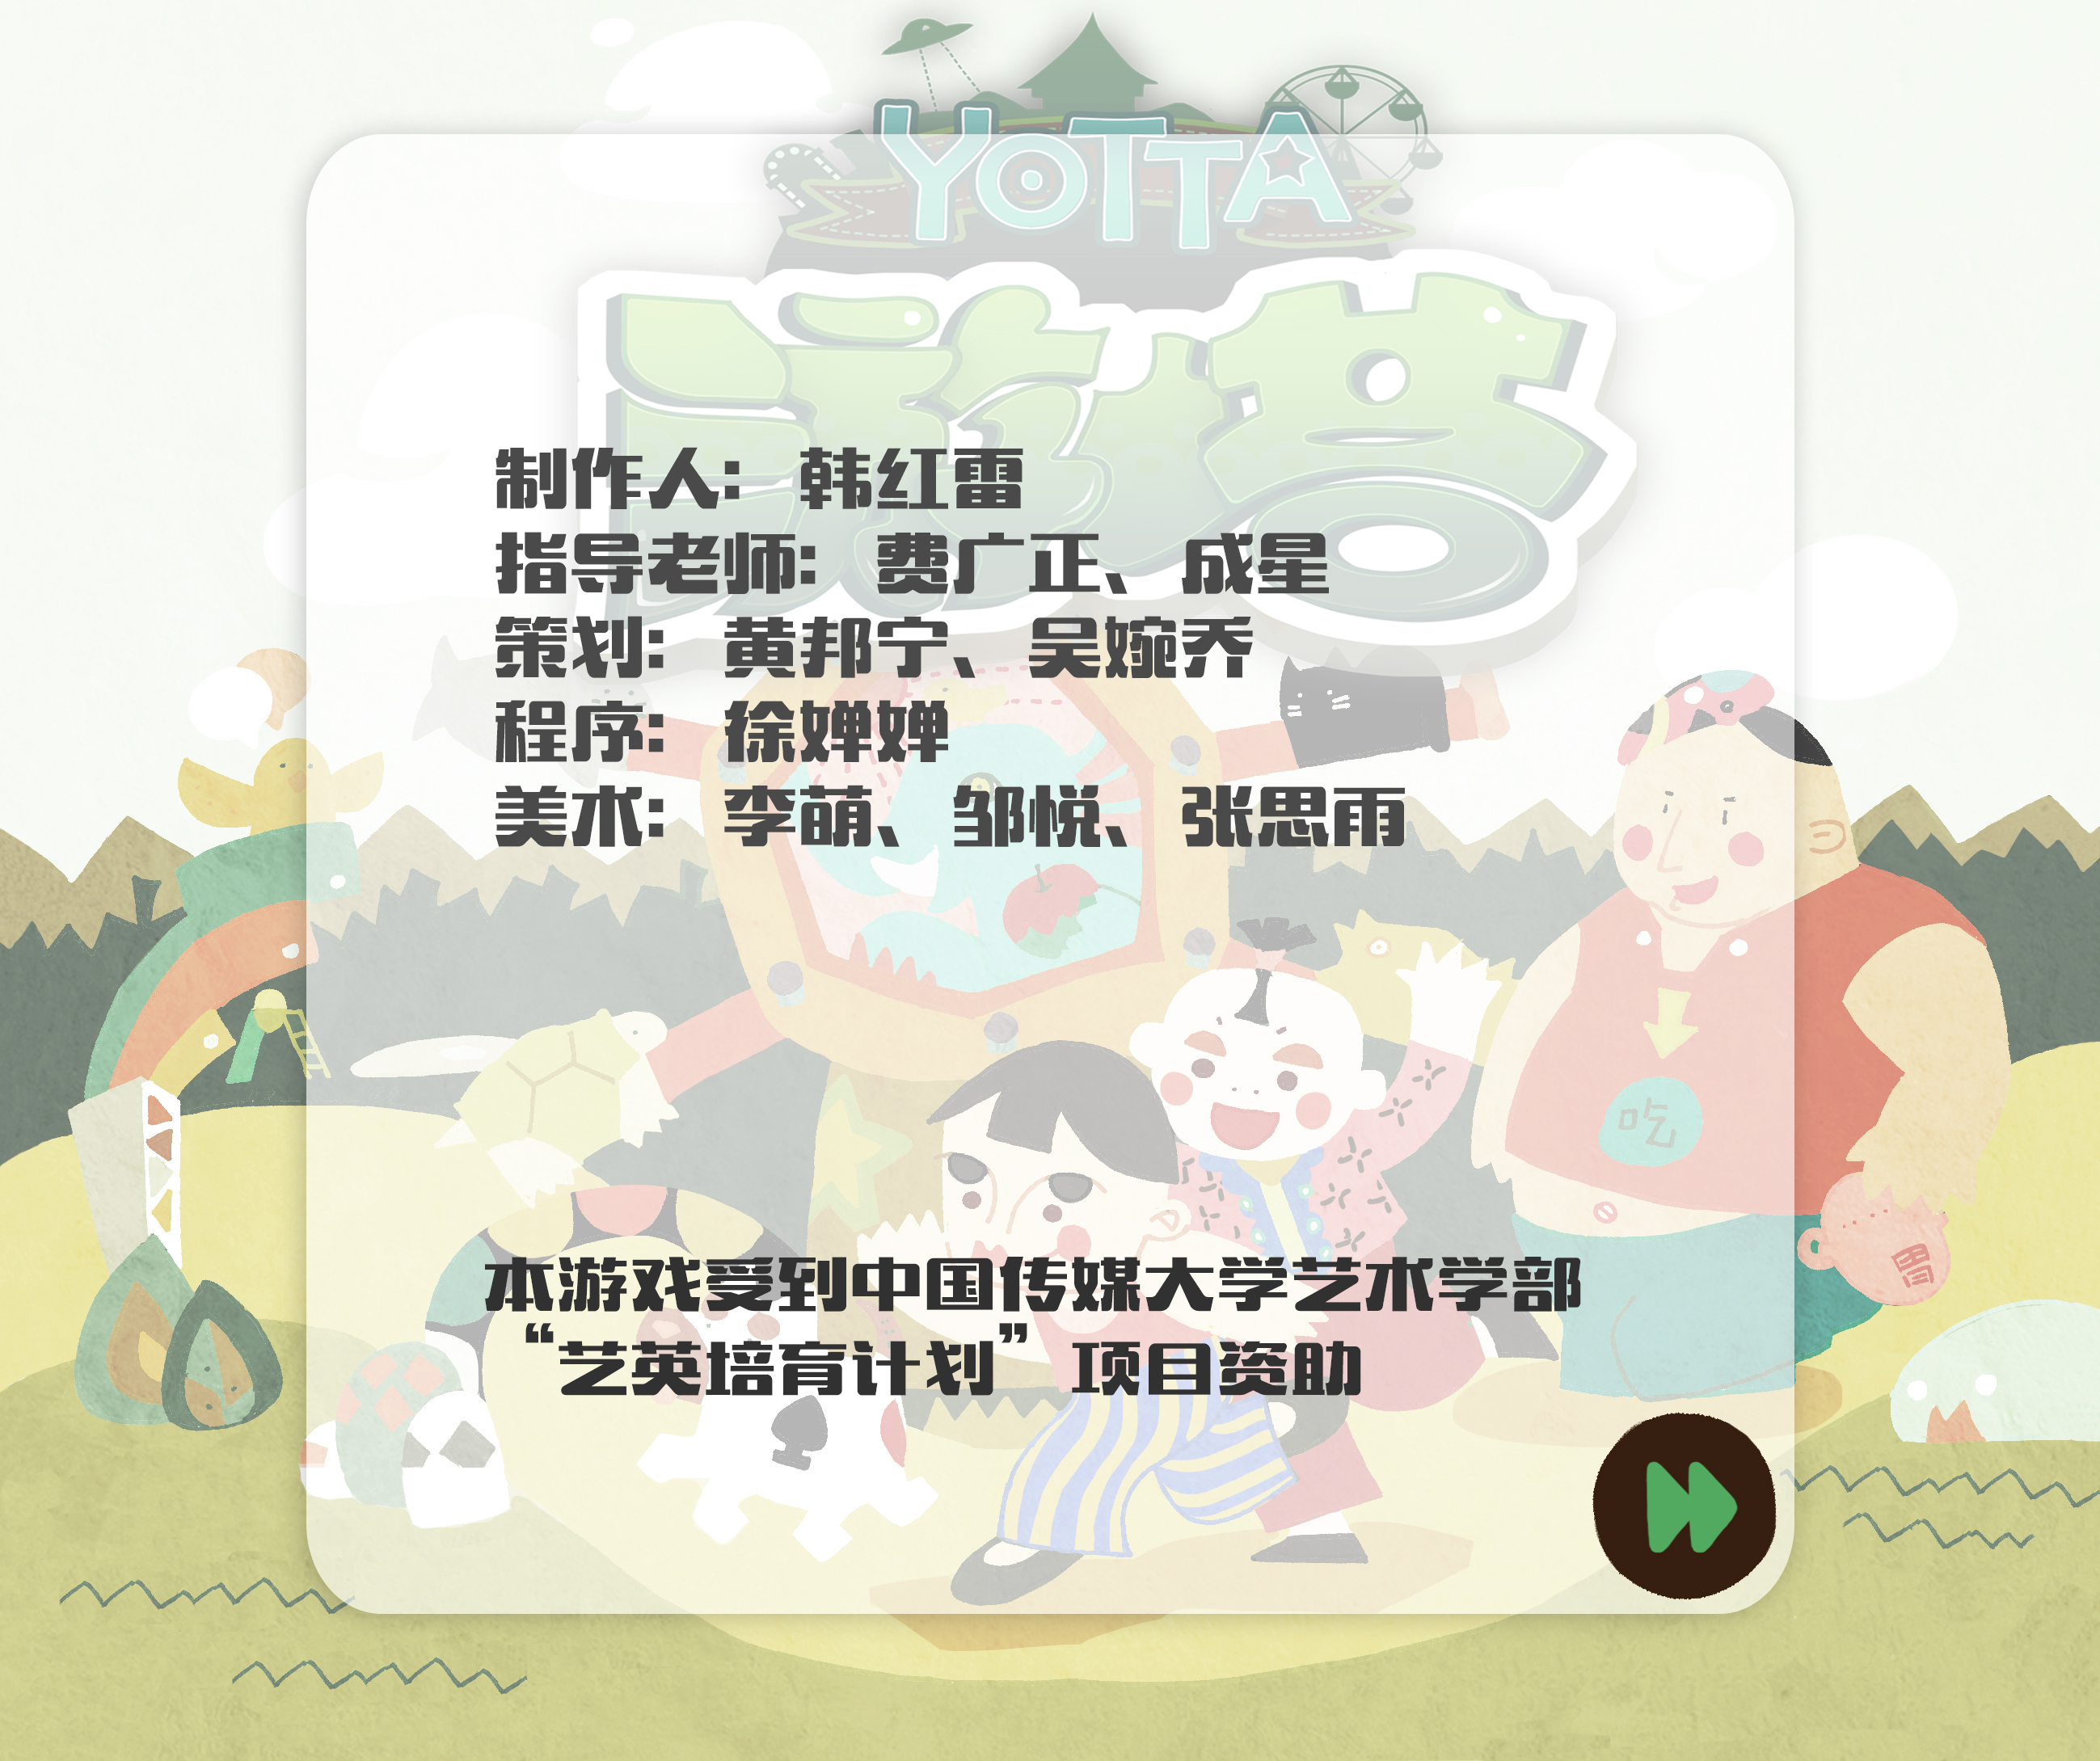 YOTTA
制作人：韩红雷
指导老师：费广正、成星
策划：黄邦宁、吴婉乔
程序：徐婵婵
美术：李萌、邹悦、张思雨
吃
胃
本游戏受到中国传媒大学艺术学部
“艺英培育计划”项目资助